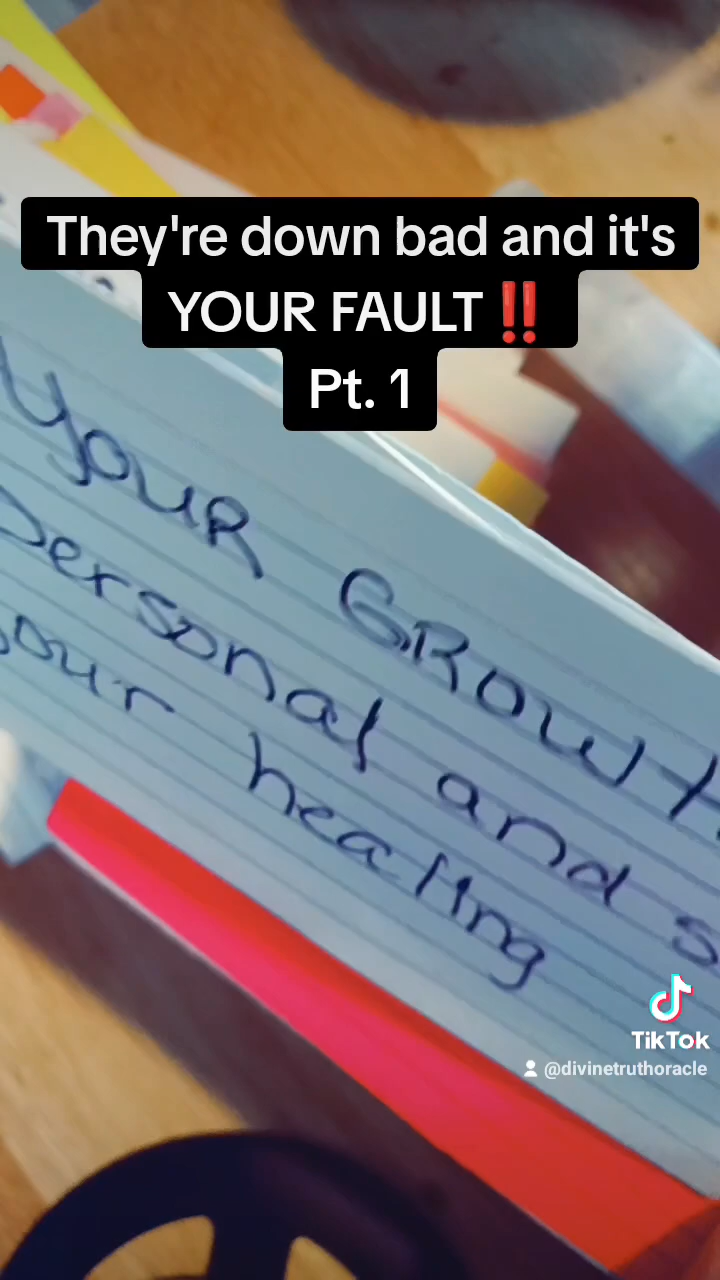 They're down bad and it's
YOUR FAULT‼️
Pt. 1
YOUR GROWTH
personal and
your healing
TikTok
@divinetruthoracle